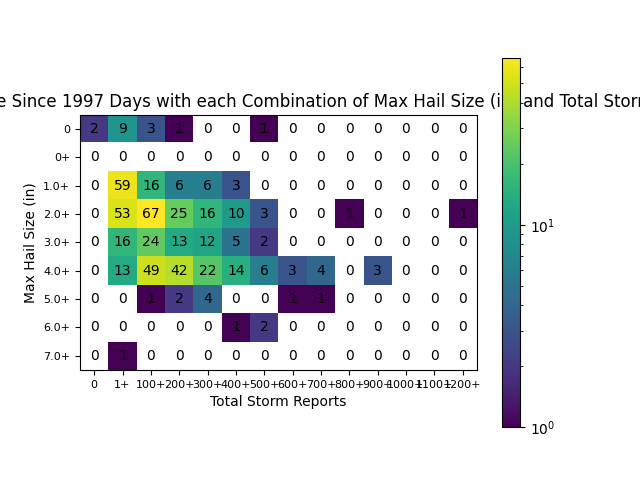 e Since 1997 Days with each Combination of Max Hail Size (i and Total Storm
0 2 9 3 1 0 0 1 0 0 0 0 0 0 0
0+ 0 0 0 0 0 0 0 0 0 0 0 0 0 0
1.0+ 0 59 16 6 6 3 0 0 0 0 0 0 0 0
2.0+ 0 53 67 25 16 10 3 0 0 1 0 0 0 1
3.0+ 0 16 24 13 12 5 2 0 0 0 0 0 0 0
4.0+ 0 13 49 42 22 14 6 3 4 0 3 0 0 0
5.0+ 0 0 1 2 4 0 0 1 1 0 0 0 0 0
6.0+ 0 0 0 0 0 1 2 0 0 0 0 0 0 0
7.0+ 0 1 0 0 0 0 0 0 0 0 0 0 0 0
0 1+ 100+ 200+ 300+ 400+ 500+ 600+ 700+ 800+ 900+ 1000+ 1100+ 1200+
Total Storm Reports
Max Hail Size (in)
10¹
10⁰